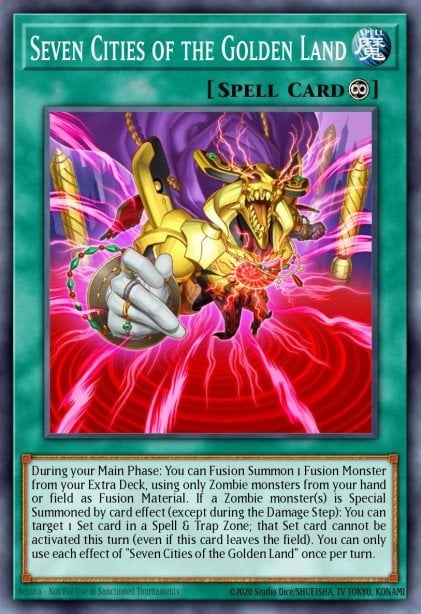 SEVEN CITIES OF THE GOLDEN LAND
SPELL
魔
[SPELL CARD]
During your Main Phase: You can Fusion Summon 1 Fusion Monster
from your Extra Deck, using only Zombie monsters from your hand
or field as Fusion Material. If a Zombie monster(s) is Special
Summoned by card effect (except during the Damage Step): You can
target 1 Set card in a Spell & Trap Zone; that Set card cannot be
activated this turn (even if this card leaves the field). You can only
use each effect of "Seven Cities of the Golden Land" once per turn.
Replica - Not For Use in Sanctioned Tournaments
©2020 Studio Dice/SHUEISHA, TV TOKYO, KONAMI